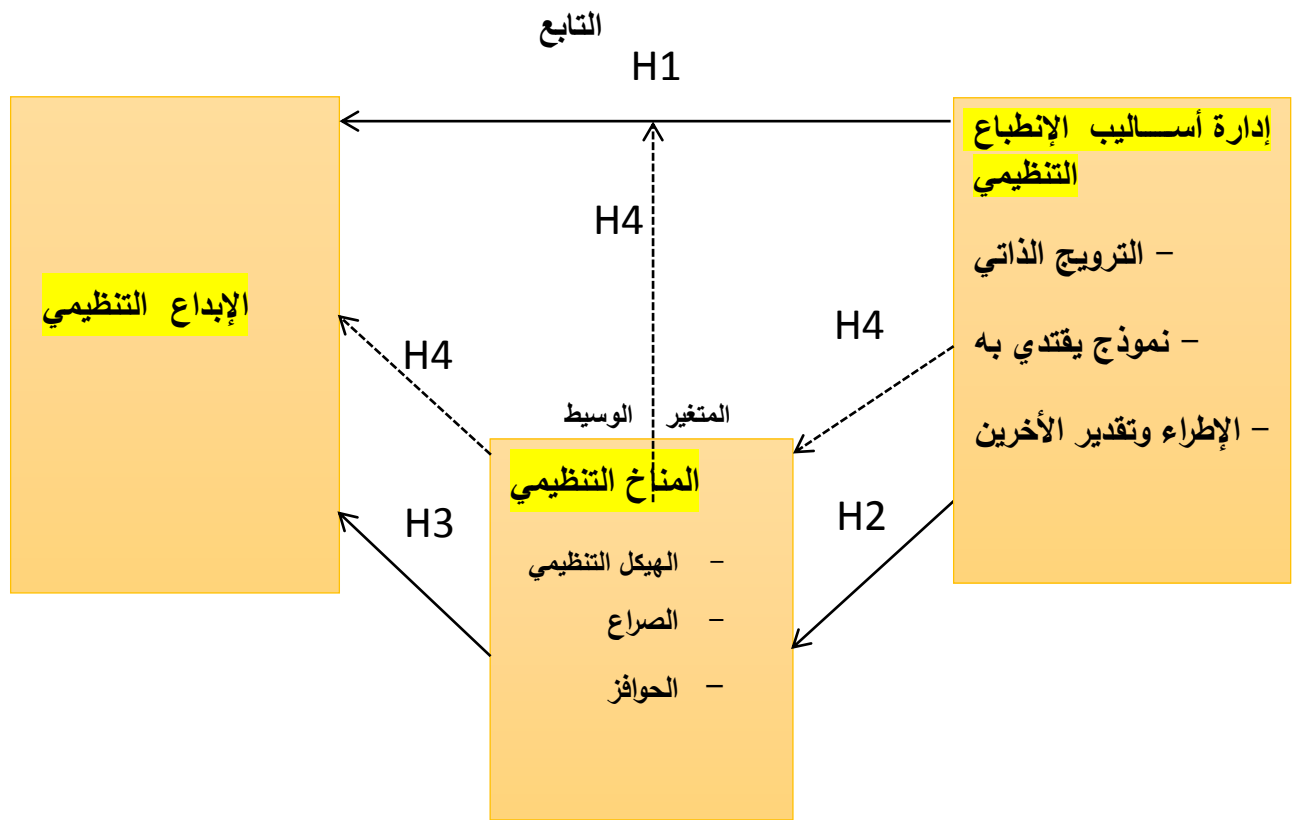 التابع
H1
إدارة أساليب الإنطباع
التنظيمي
- الترويج الذاتي
- نموذج يقتدي به
- الإطراء وتقدير الأخرين
H4
الإبداع التنظيمي
H4
H4
المتغير الوسيط
المناخ التنظيمي
- الهيكل التنظيمي
- الصراع
- الحوافز
H2
H3